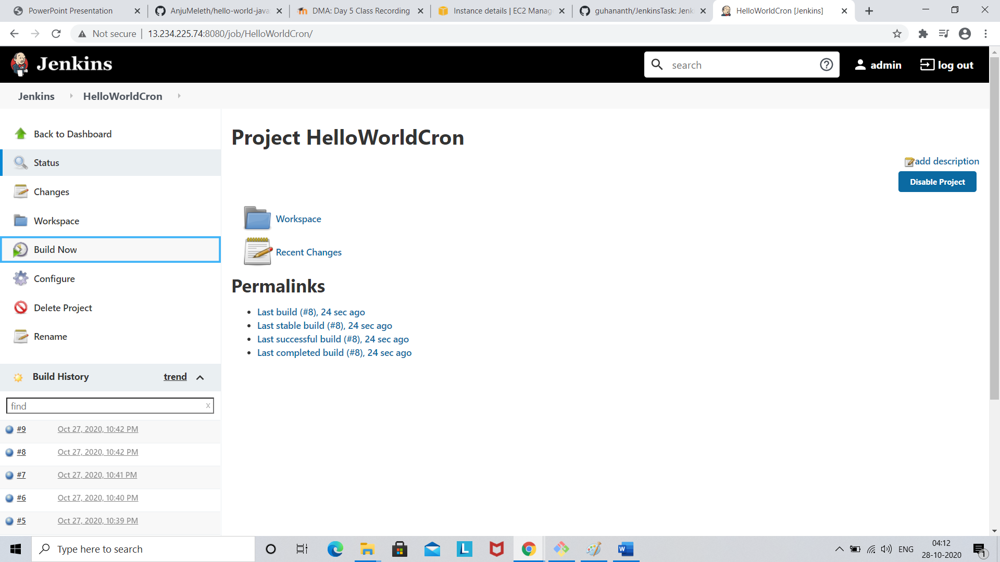 PowerPoint Presentation
AnjuMeleth/hello-world-java
DMA: Day 5 Class Recording
Instance details | EC2 Manag
guhananth/JenkinsTask: Jenk
HelloWorldCron [Jenkins]
Not secure | 13.234.225.74:8080/job/HelloWorldCron/
Jenkins
search
admin
log out
Jenkins
HelloWorldCron
Back to Dashboard
Status
Changes
Workspace
Build Now
Configure
Delete Project
Rename
Build History
trend
find
x
#9 Oct 27, 2020, 10:42 PM
#8 Oct 27, 2020, 10:42 PM
#7 Oct 27, 2020, 10:41 PM
#6 Oct 27, 2020, 10:40 PM
#5 Oct 27, 2020, 10:39 PM
Project HelloWorldCron
add description
Disable Project
Workspace
Recent Changes
Permalinks
• Last build (#8), 24 sec ago
• Last stable build (#8), 24 sec ago
• Last successful build (#8), 24 sec ago
• Last completed build (#8), 24 sec ago
Type here to search
L
W
ENG
04:12
28-10-2020
1